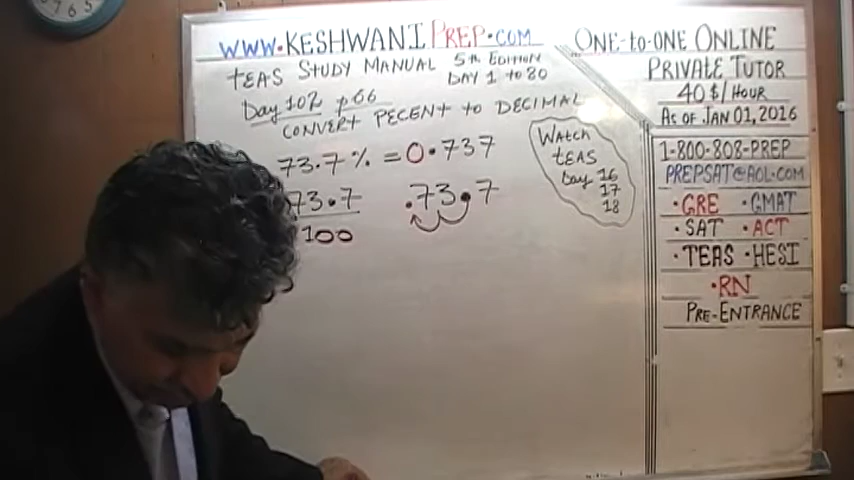 WWW.KESHWANIPREP.COM
TEAS STUDY MANUAL 5th EDITION
DAY 1 to 80
Day 102 p66
CONVERT PECENT to DECIMAL
73.7% = 0.737
73.7
100
.73.7
WATCH
tEAS
Day 16
17
18
ONE-to-ONE ONLINE
PRIVATE TUTOR
40$/HOUR
AS OF JAN 01, 2016
1-800-808-PREP
PREPSAT@AOL.COM
•GRE •GMAT
•SAT •ACT
•TEAS •HESI
•RN
PRE-ENTRANCE